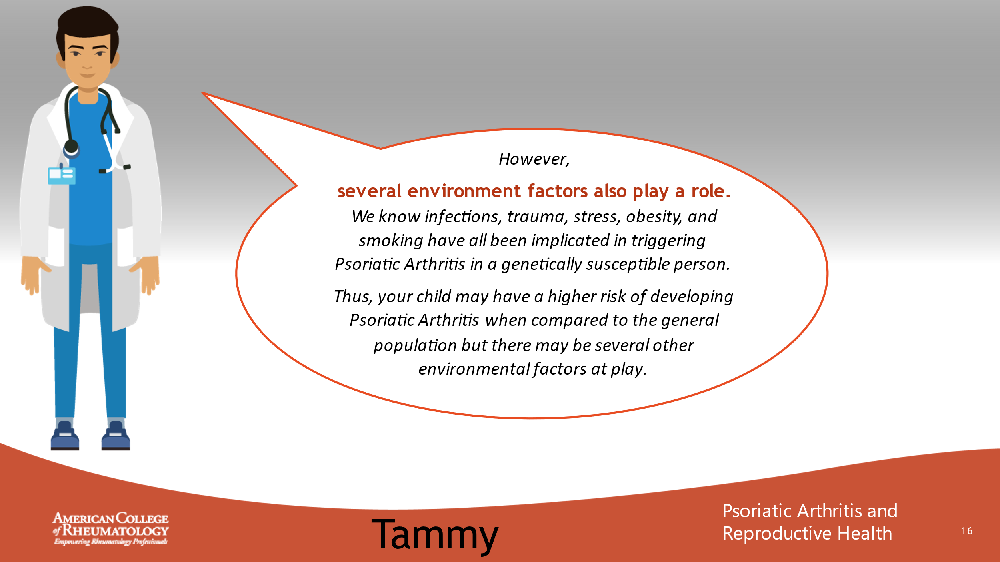 However,
several environment factors also play a role.
We know infections, trauma, stress, obesity, and
smoking have all been implicated in triggering
Psoriatic Arthritis in a genetically susceptible person.
Thus, your child may have a higher risk of developing
Psoriatic Arthritis when compared to the general
population but there may be several other
environmental factors at play.
AMERICAN COLLEGE
of RHEUMATOLOGY
Empowering Rheumatology Professionals
Tammy
Psoriatic Arthritis and
Reproductive Health
16